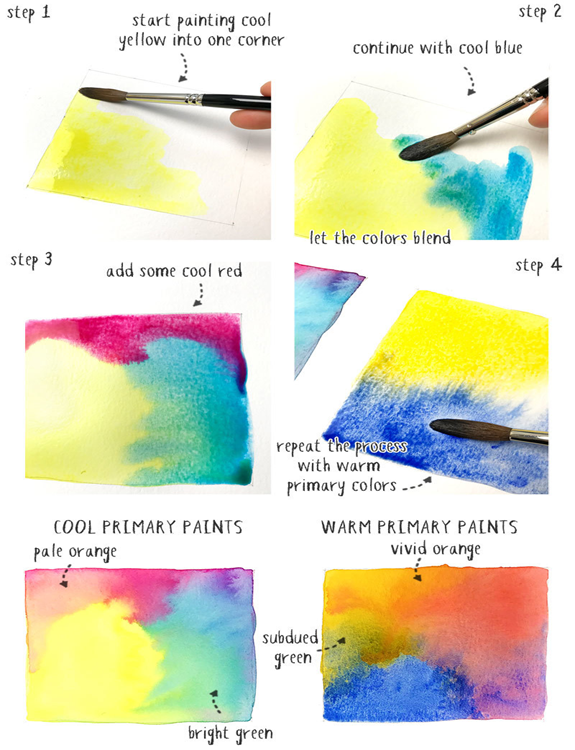 step 1
start painting cool
yellow into one corner
step 2
continue with cool blue
let the colors blend
step 3
add some cool red
step 4
repeat the process
with warm
primary colors
COOL PRIMARY PAINTS
pale orange
bright green
WARM PRIMARY PAINTS
vivid orange
subdued
green